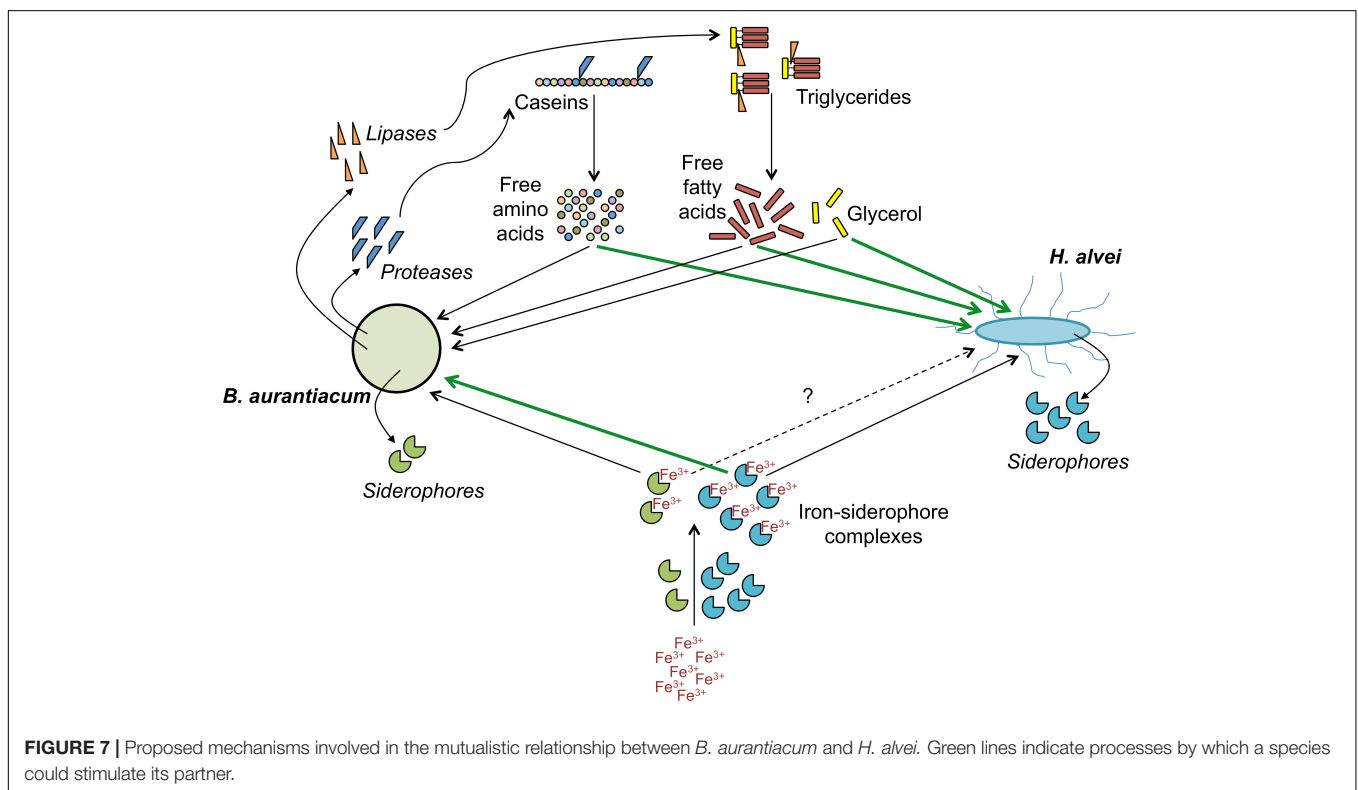 Caseins
Triglycerides
Lipases
Free
amino
acids
Free
fatty
acids
Glycerol
Proteases
H. alvei
B. aurantiacum
?
Siderophores
Siderophores
Fe³⁺
Fe³⁺
Fe³⁺
Fe³⁺
Fe³⁺
Fe³⁺
Fe³⁺
Iron-siderophore
complexes
Fe³⁺
Fe³⁺ Fe³⁺
Fe³⁺
Fe³⁺ Fe³⁺
Fe³⁺
FIGURE 7 | Proposed mechanisms involved in the mutualistic relationship between B. aurantiacum and H. alvei. Green lines indicate processes by which a species
could stimulate its partner.